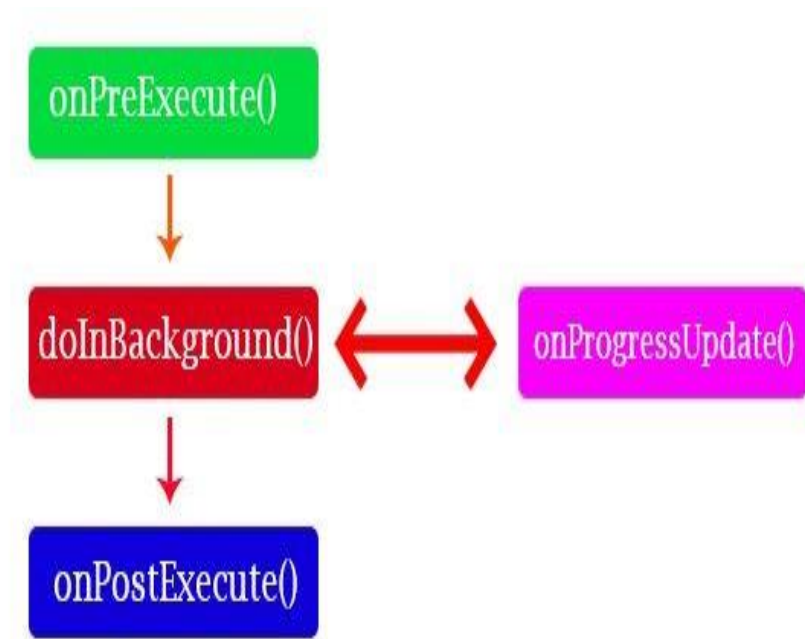 onPreExecute()
doInBackground()
onProgressUpdate()
onPostExecute()